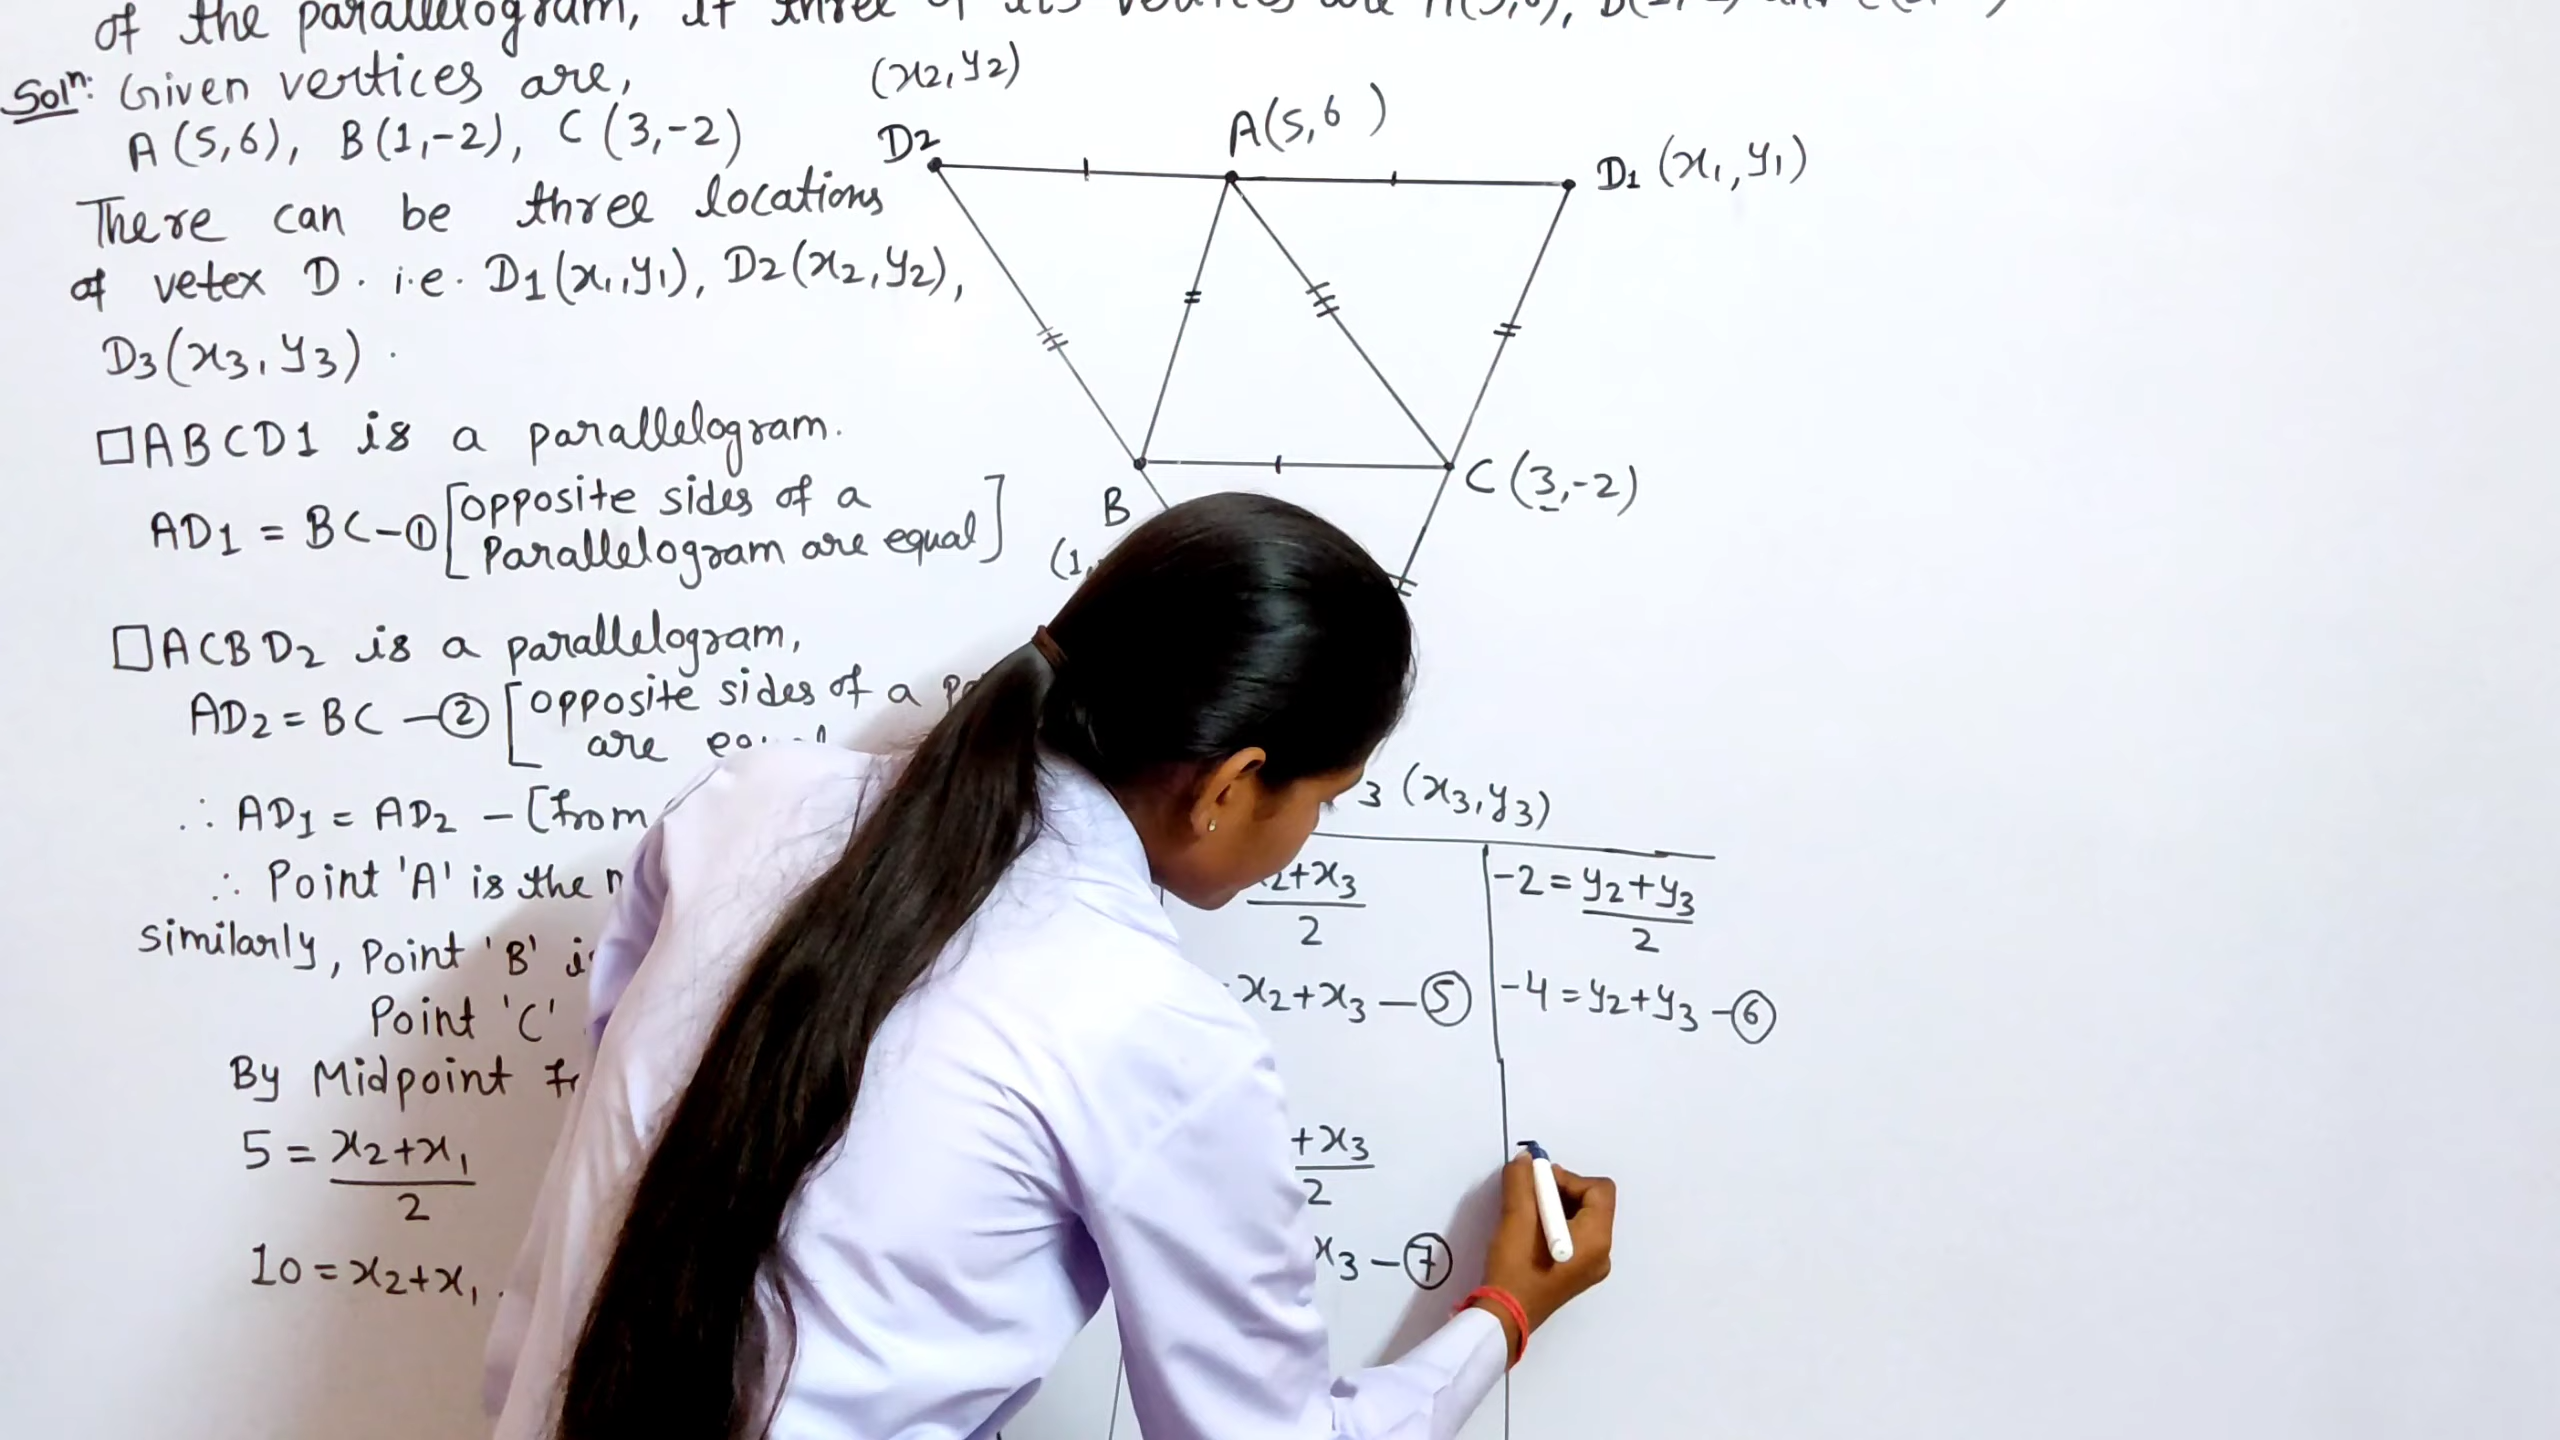 of the parallelogram, if three of its vertices are
Solⁿ: Given vertices are,
A (5,6), B(1,-2), C (3,-2)
There can be three locations
of vetex D. i.e. D1(x₁,y₁), D2(x2,y2),
D3(x3,y3).
□ABCD1 is a parallelogram.
AD1 = BC-① [opposite sides of a
Parallelogram are equal]
□ACBD2 is a parallelogram,
AD2 = BC -② [opposite sides of a
are
∴ AD1 = AD2 - [from
∴ Point 'A' is the
similarly, Point 'B'
Point 'C'
By Midpoint
5 = x2+x₁
2
10 = x2+x₁.
(x2,y2)
D2
A(5,6 )
D1 (x₁,y₁)
B
(1,
C (3,-2)
3 (x3,y3)
2+x3
2
x2+x3 -⑤
-2 = y2+y3
2
-4 = y2+y3 -⑥
+x3
2
x3 -⑦